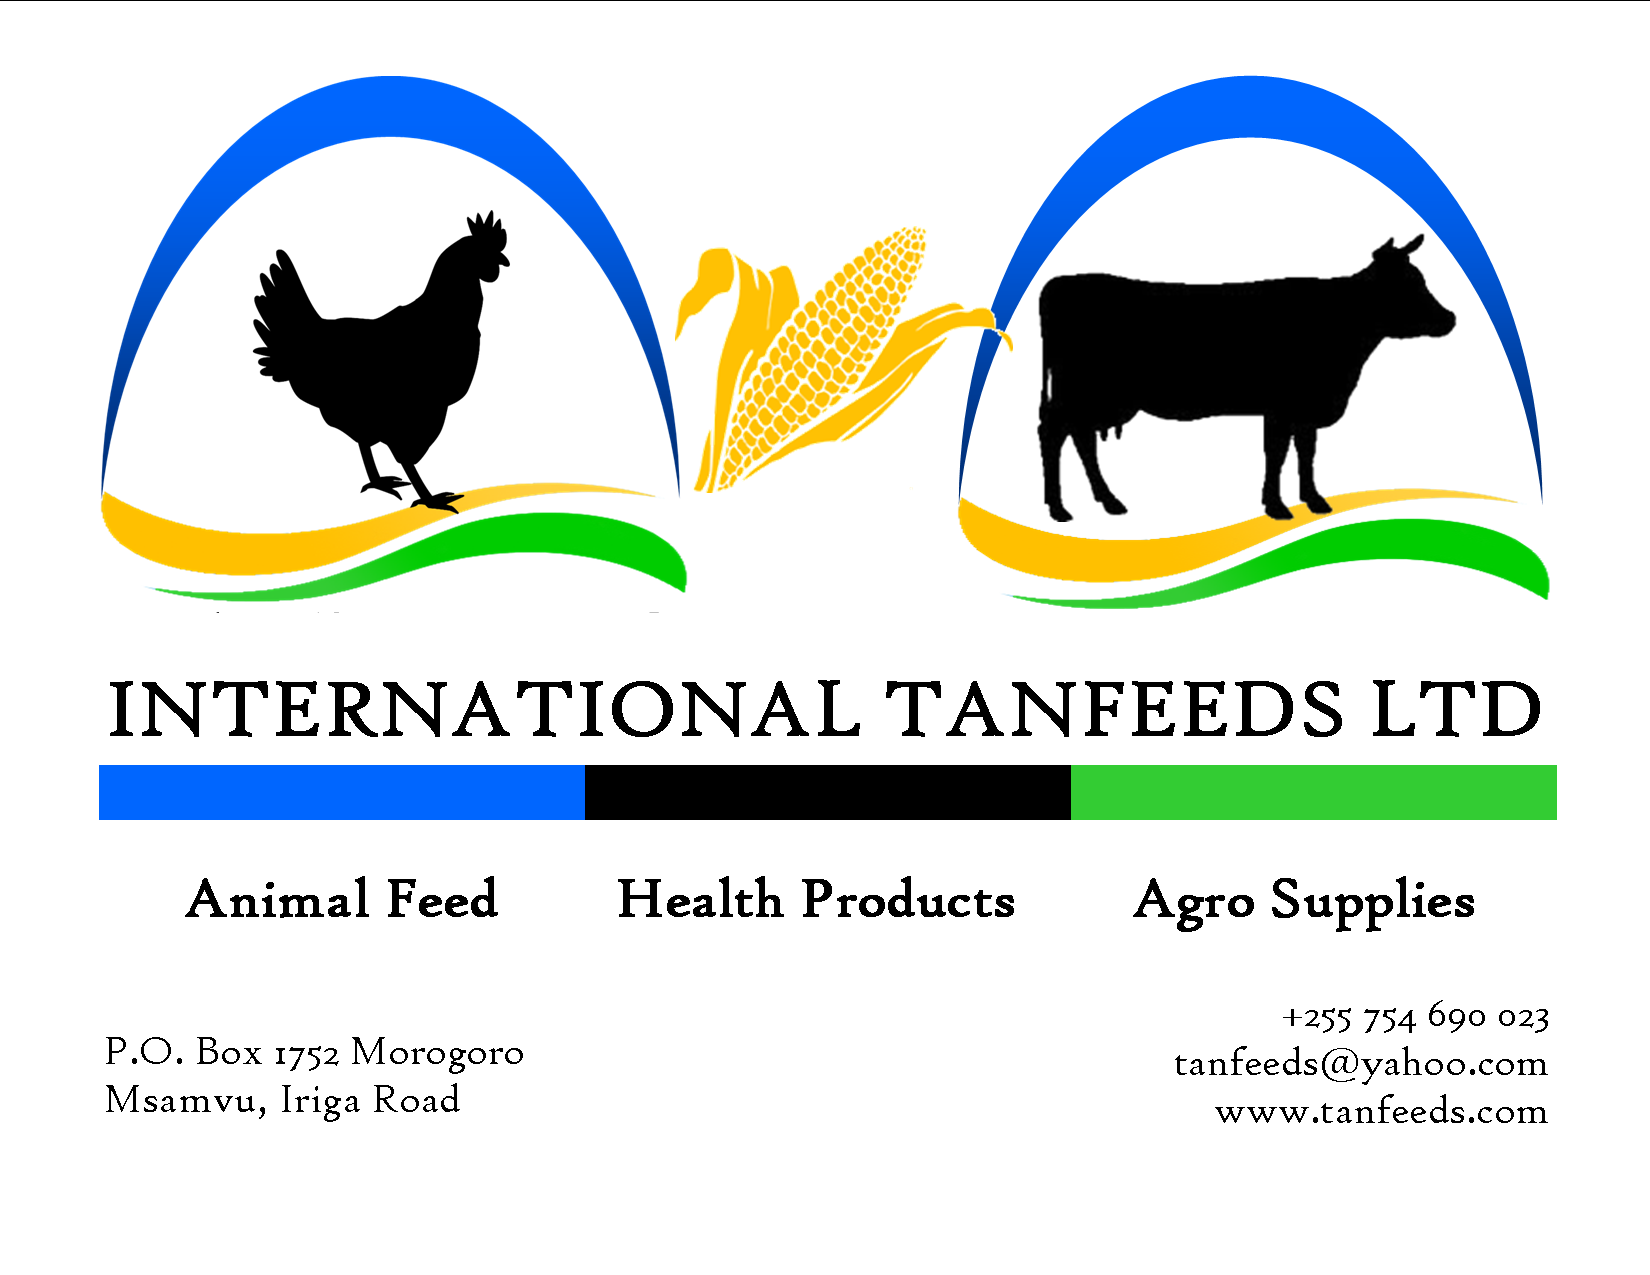 INTERNATIONAL TANFEEDS LTD
Animal Feed
Health Products
Agro Supplies
P.O. Box 1752 Morogoro
Msamvu, Iriga Road
+255 754 690 023
tanfeeds@yahoo.com
www.tanfeeds.com